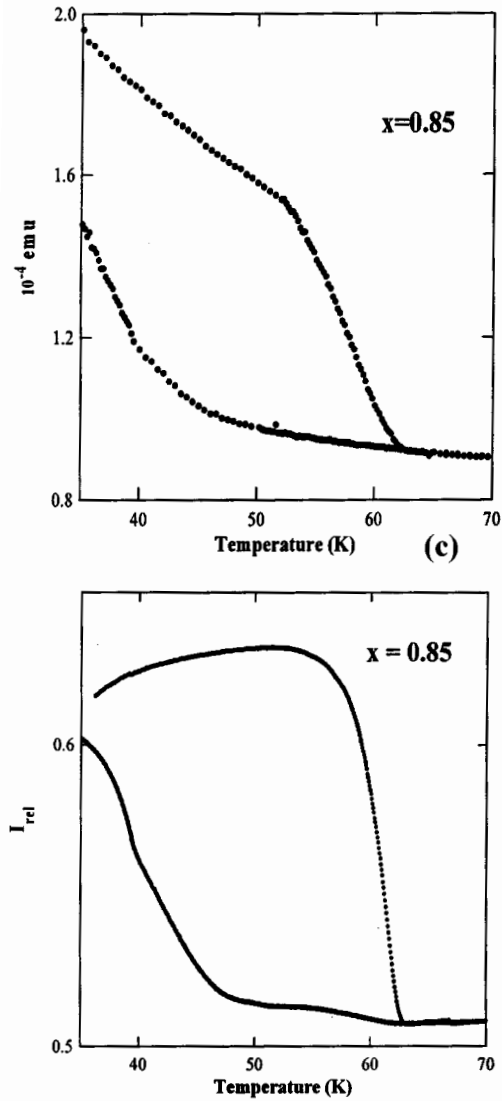 2.0
x=0.85
1.6
10⁻⁴ emu
1.2
0.8
40 50 60 70
Temperature (K) (c)
x = 0.85
0.6
I_rel
0.5
40 50 60 70
Temperature (K)